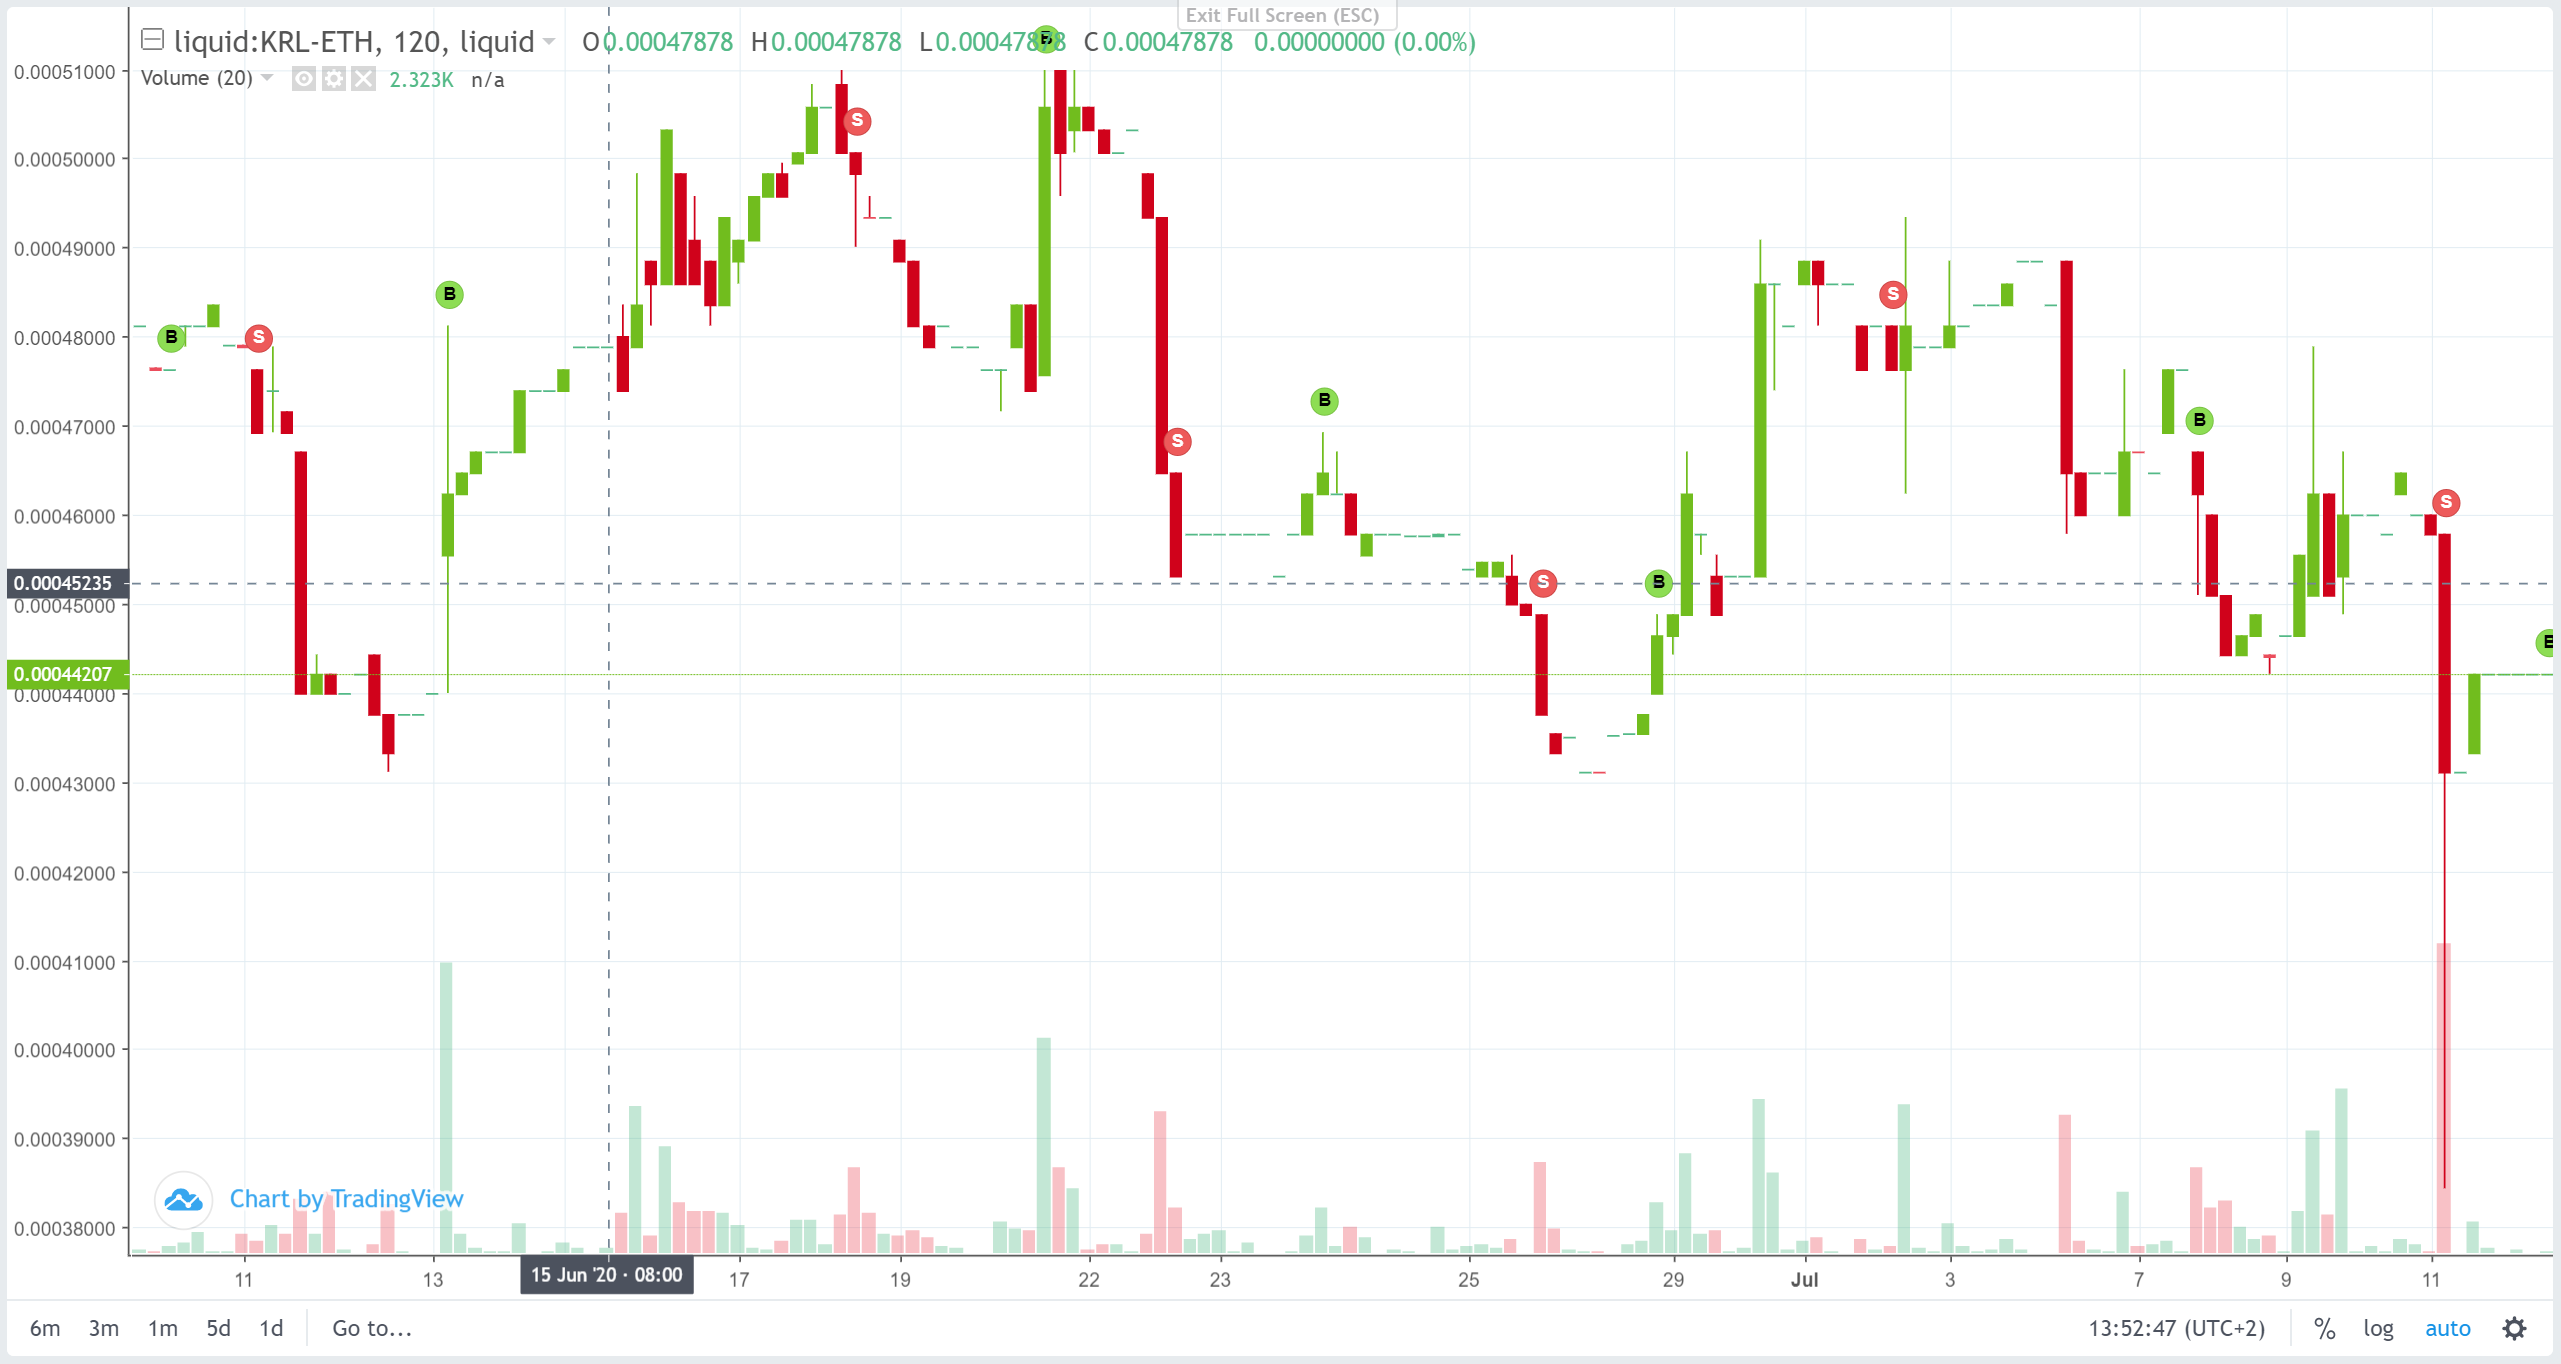 Exit Full Screen (ESC)
liquid:KRL-ETH, 120, liquid O0.00047878 H0.00047878 L0.00047878 C0.00047878 0.00000000 (0.00%)
Volume (20) 2.323K n/a
0.00051000
0.00050000
0.00049000
0.00048000
0.00047000
0.00046000
0.00045235
0.00045000
0.00044207
0.00044000
0.00043000
0.00042000
0.00041000
0.00040000
0.00039000
0.00038000
B
S
B
S
B
S
B
S
B
S
B
S
B
Chart by TradingView
11 13 15 Jun '20 · 08:00 17 19 22 23 25 29 Jul 3 7 9 11
6m 3m 1m 5d 1d Go to... 13:52:47 (UTC+2) % log auto